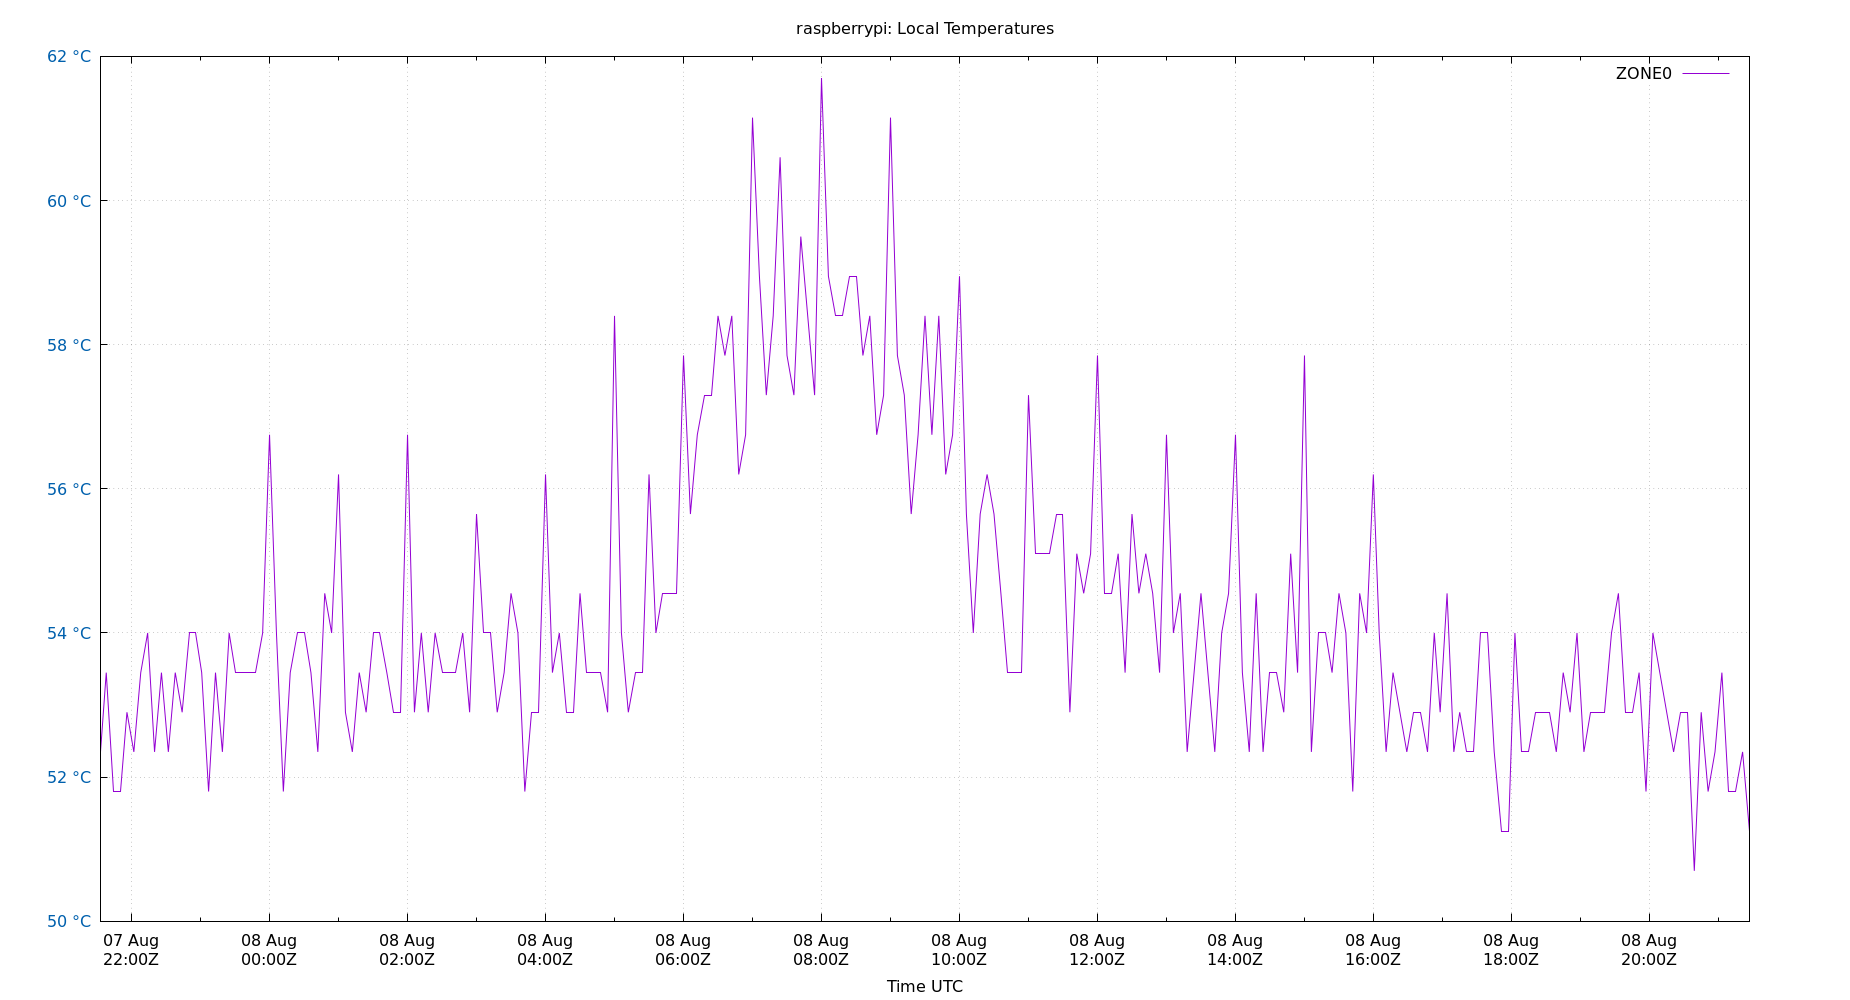 raspberrypi: Local Temperatures
62 °C
ZONE0
60 °C
58 °C
56 °C
54 °C
52 °C
50 °C
07 Aug 08 Aug 08 Aug 08 Aug 08 Aug 08 Aug 08 Aug 08 Aug 08 Aug 08 Aug 08 Aug 08 Aug
22:00Z 00:00Z 02:00Z 04:00Z 06:00Z 08:00Z 10:00Z 12:00Z 14:00Z 16:00Z 18:00Z 20:00Z
Time UTC